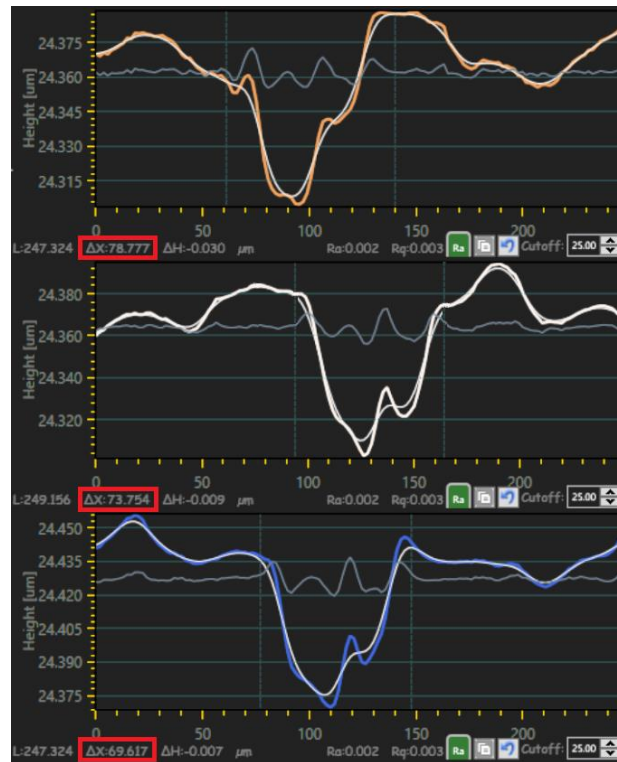 Height [um]
24.375
24.360
24.345
24.330
24.315
0 50 100 150 200
L:247.324 ΔX:78.777 ΔH:-0.030 μm Ra:0.002 Rq:0.003 Ra Cutoff: 25.00
Height [um]
24.380
24.360
24.340
24.320
0 50 100 150 200
L:249.156 ΔX:73.754 ΔH:-0.009 μm Ra:0.002 Rq:0.003 Ra Cutoff: 25.00
Height [um]
24.450
24.435
24.420
24.405
24.390
24.375
0 50 100 150 200
L:247.324 ΔX:69.617 ΔH:-0.007 μm Ra:0.002 Rq:0.003 Ra Cutoff: 25.00